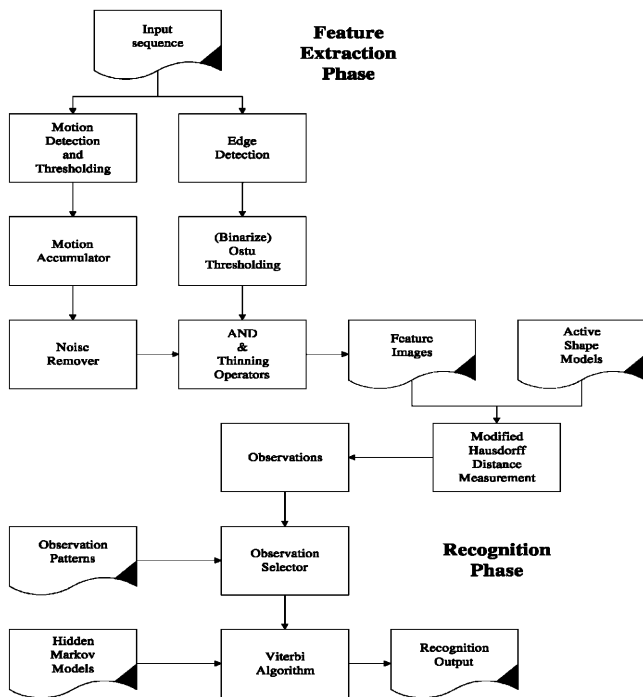 Input
sequence
Feature
Extraction
Phase
Motion
Detection
and
Thresholding
Edge
Detection
Motion
Accumulator
(Binarize)
Ostu
Thresholding
Noise
Remover
AND
&
Thinning
Operators
Feature
Images
Active
Shape
Models
Observations
Modified
Hausdorff
Distance
Measurement
Observation
Patterns
Observation
Selector
Recognition
Phase
Hidden
Markov
Models
Viterbi
Algorithm
Recognition
Output